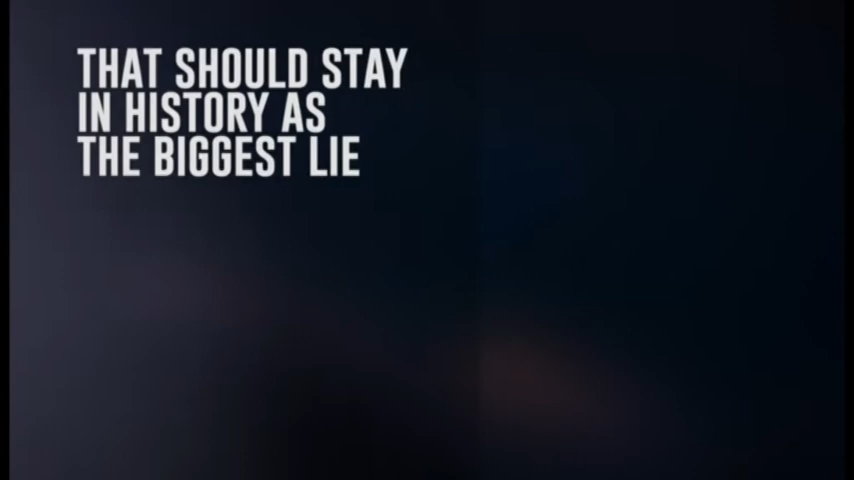 THAT SHOULD STAY
IN HISTORY AS
THE BIGGEST LIE